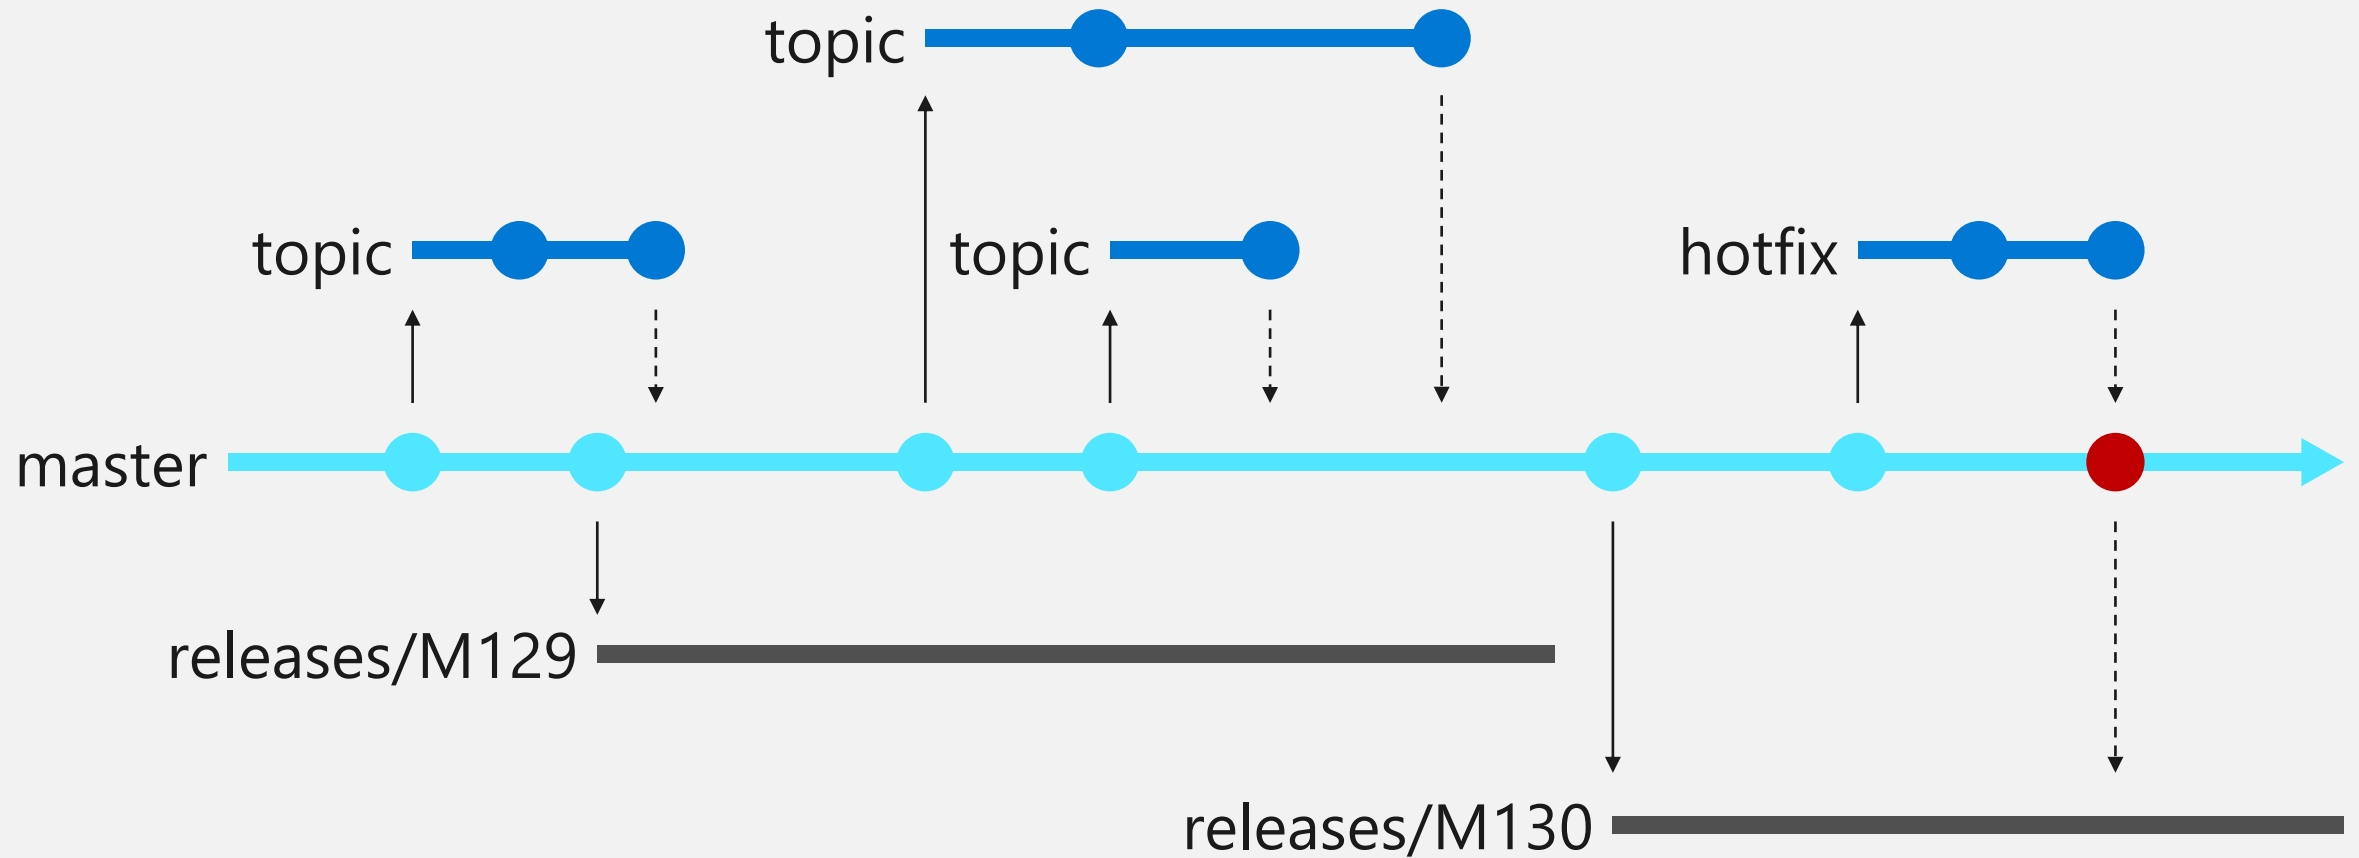 topic
topic
topic
hotfix
master
releases/M129
releases/M130